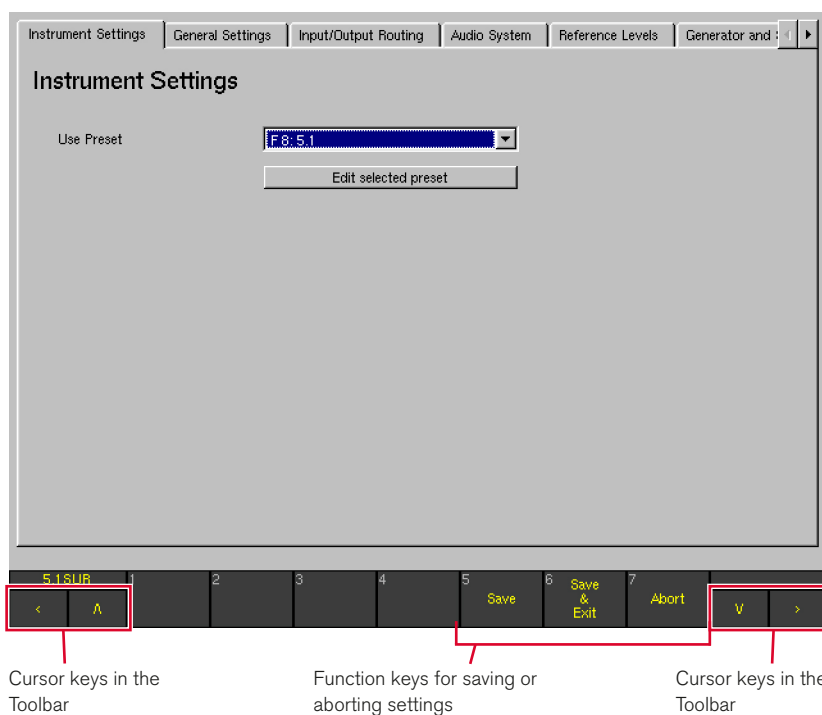 Instrument Settings General Settings Input/Output Routing Audio System Reference Levels Generator and
Instrument Settings
Use Preset F 8: 5.1
Edit selected preset
5.1SUB 1 2 3 4 5 Save 6 Save & Exit 7 Abort
< Λ V >
Cursor keys in the
Toolbar
Function keys for saving or
aborting settings
Cursor keys in the
Toolbar